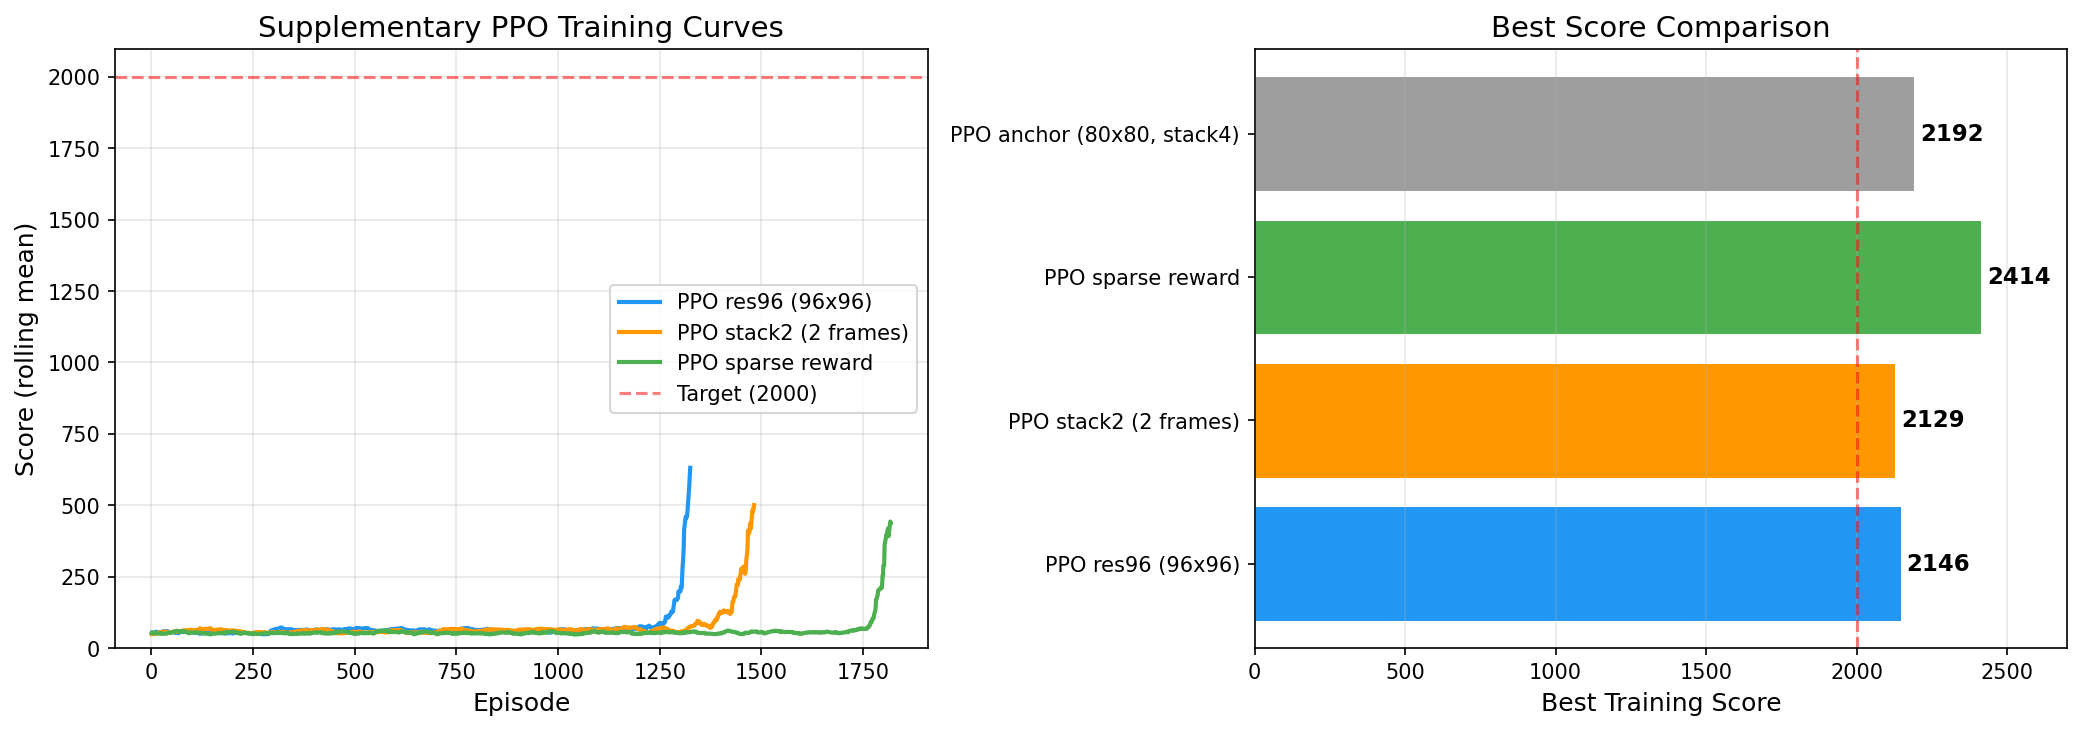 Supplementary PPO Training Curves
Score (rolling mean)
2000
1750
1500
1250
1000
750
500
250
0
PPO res96 (96x96)
PPO stack2 (2 frames)
PPO sparse reward
Target (2000)
0 250 500 750 1000 1250 1500 1750
Episode
Best Score Comparison
PPO anchor (80x80, stack4) 2192
PPO sparse reward 2414
PPO stack2 (2 frames) 2129
PPO res96 (96x96) 2146
0 500 1000 1500 2000 2500
Best Training Score